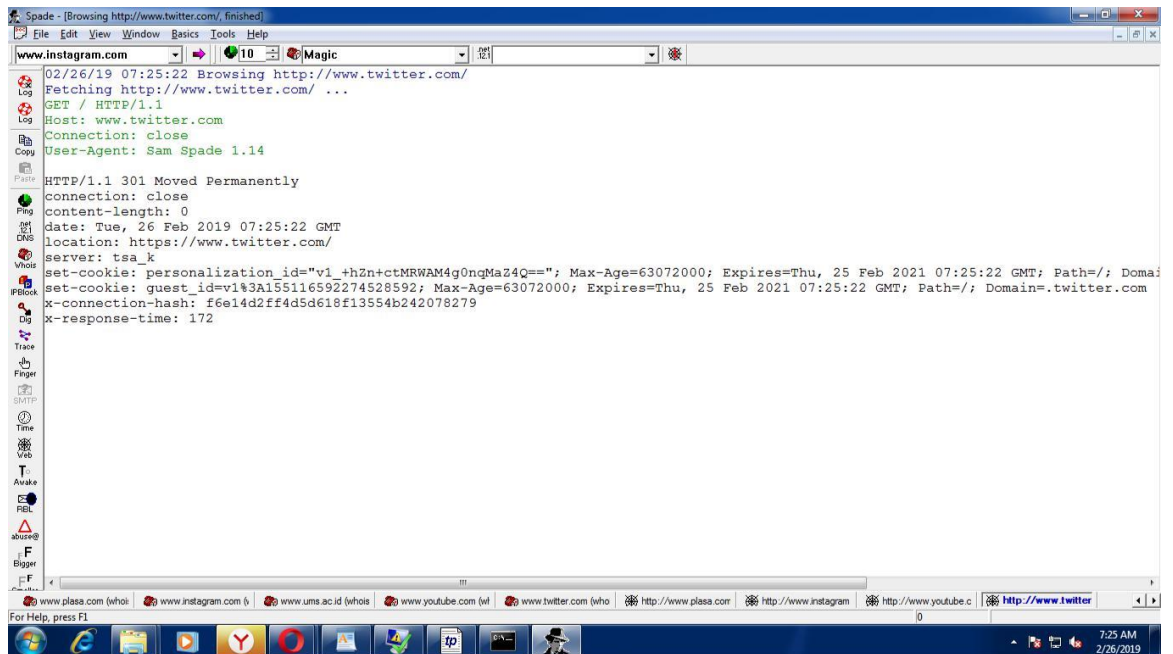 Spade - [Browsing http://www.twitter.com/, finished]
File Edit View Window Basics Tools Help
www.instagram.com 10 Magic .net .12.1
02/26/19 07:25:22 Browsing http://www.twitter.com/
Fetching http://www.twitter.com/ ...
GET / HTTP/1.1
Host: www.twitter.com
Connection: close
User-Agent: Sam Spade 1.14
HTTP/1.1 301 Moved Permanently
connection: close
content-length: 0
date: Tue, 26 Feb 2019 07:25:22 GMT
location: https://www.twitter.com/
server: tsa_k
set-cookie: personalization_id="v1_+hZn+ctMRWAM4g0nqMaZ4Q=="; Max-Age=63072000; Expires=Thu, 25 Feb 2021 07:25:22 GMT; Path=/; Domai
set-cookie: guest_id=v1%3A155116592274528592; Max-Age=63072000; Expires=Thu, 25 Feb 2021 07:25:22 GMT; Path=/; Domain=.twitter.com
x-connection-hash: f6e14d2ff4d5d618f13554b242078279
x-response-time: 172
Log
Log
Copy
Paste
Ping
.net
.12.1
DNS
Whois
IPBlock
Dig
Trace
Finger
SMTP
Time
Web
Awake
RBL
abuse@
Bigger
www.plasa.com (whois www.instagram.com (w www.ums.ac.id (whois www.youtube.com (wl www.twitter.com (who http://www.plasa.com http://www.instagram http://www.youtube.c http://www.twitter
For Help, press F1 0
tp
7:25 AM
2/26/2019